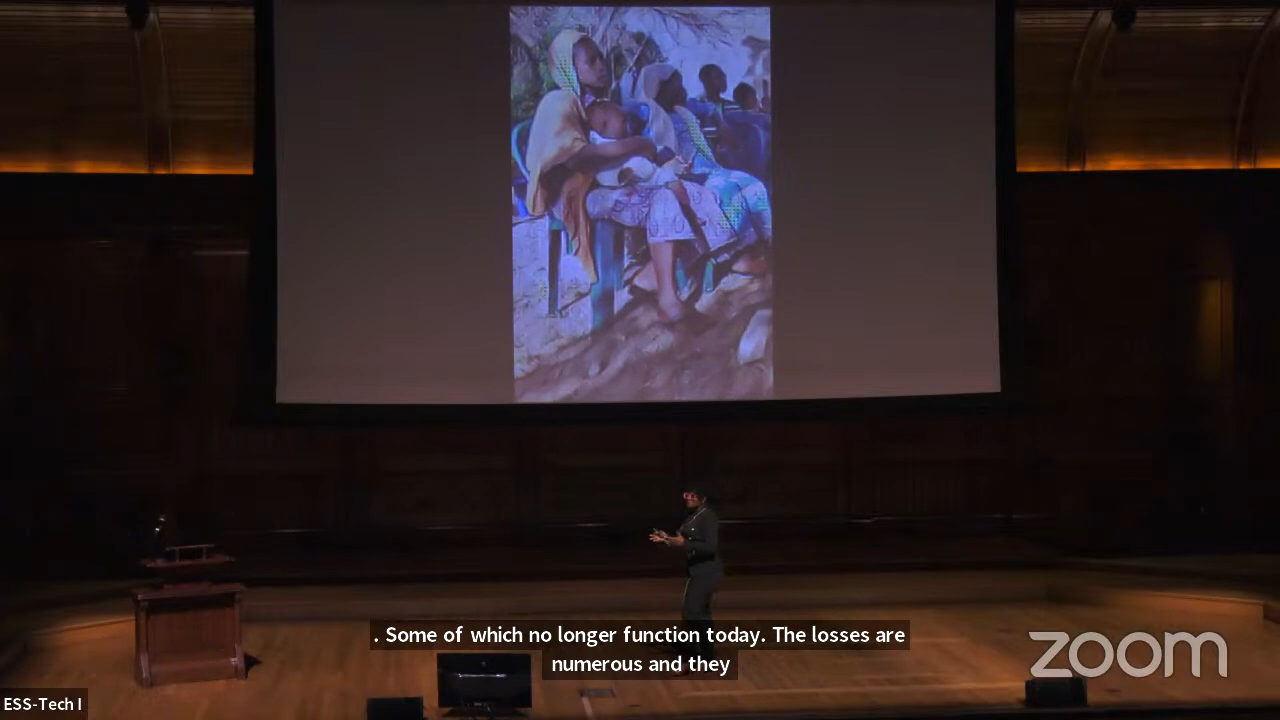 . Some of which no longer function today. The losses are
numerous and they
zoom
ESS-Tech I